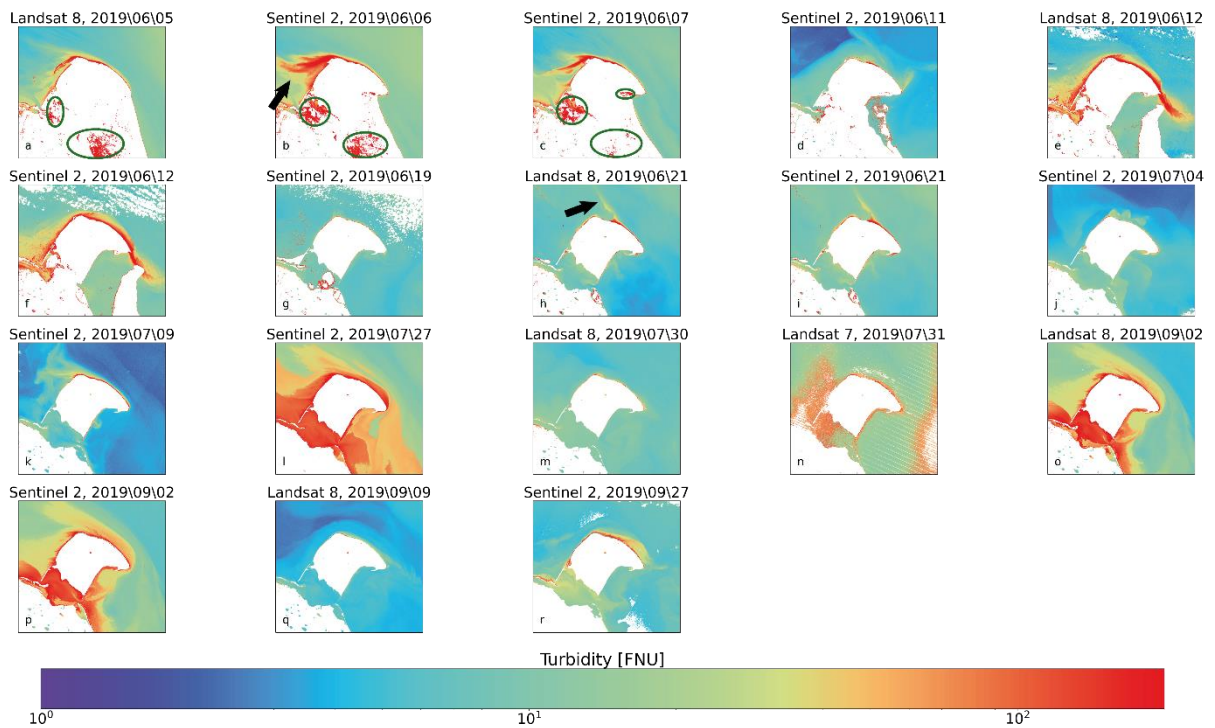 Landsat 8, 2019\06\05 Sentinel 2, 2019\06\06 Sentinel 2, 2019\06\07 Sentinel 2, 2019\06\11 Landsat 8, 2019\06\12
a b c d e
Sentinel 2, 2019\06\12 Sentinel 2, 2019\06\19 Landsat 8, 2019\06\21 Sentinel 2, 2019\06\21 Sentinel 2, 2019\07\04
f g h i j
Sentinel 2, 2019\07\09 Sentinel 2, 2019\07\27 Landsat 8, 2019\07\30 Landsat 7, 2019\07\31 Landsat 8, 2019\09\02
k l m n o
Sentinel 2, 2019\09\02 Landsat 8, 2019\09\09 Sentinel 2, 2019\09\27
p q r
Turbidity [FNU]
10⁰ 10¹ 10²